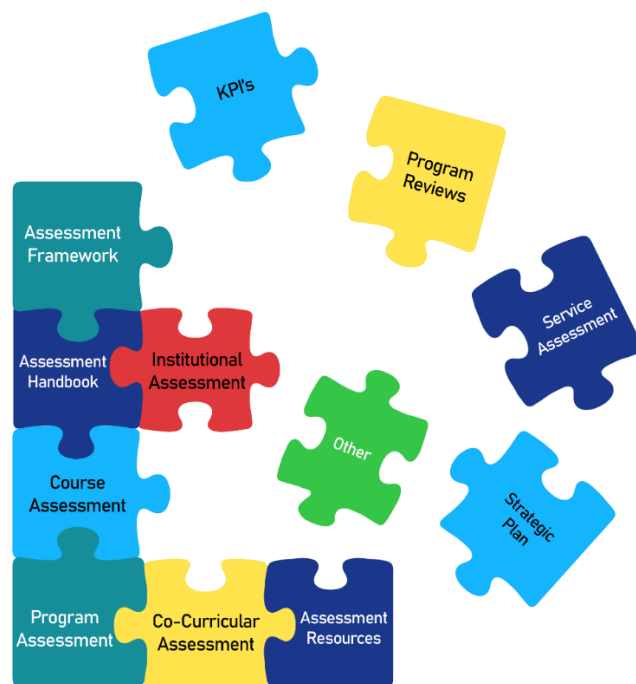 KPI's
Program
Reviews
Assessment
Framework
Service
Assessment
Assessment
Handbook
Institutional
Assessment
Other
Course
Assessment
Strategic
Plan
Program
Assessment
Co-Curricular
Assessment
Assessment
Resources